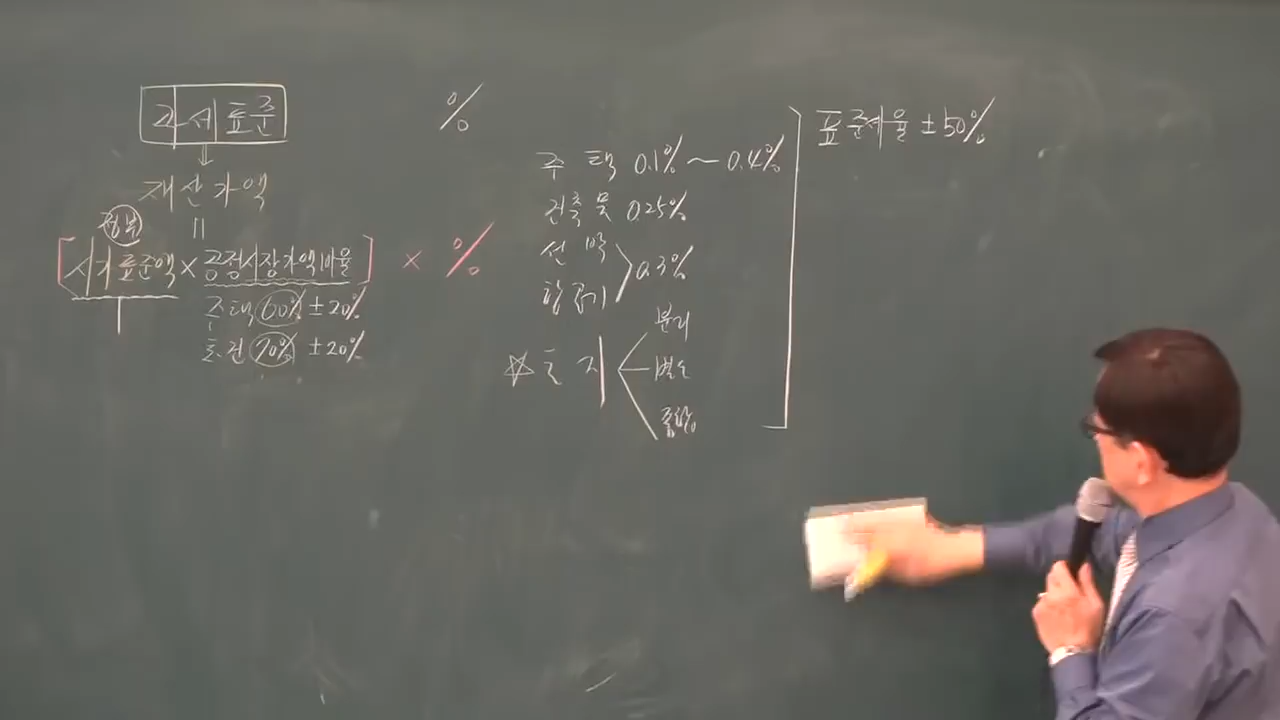 과세표준
재산가액
정부 =
[시가표준액 × 공정시장가액비율] × %
주택 60% ± 20%
토·건 70% ± 20%
%
주택 0.1% ~ 0.4%
건축물 0.25%
선박
항공기 0.3%
☆토지
분리
별도
종합
표준세율 ± 50%